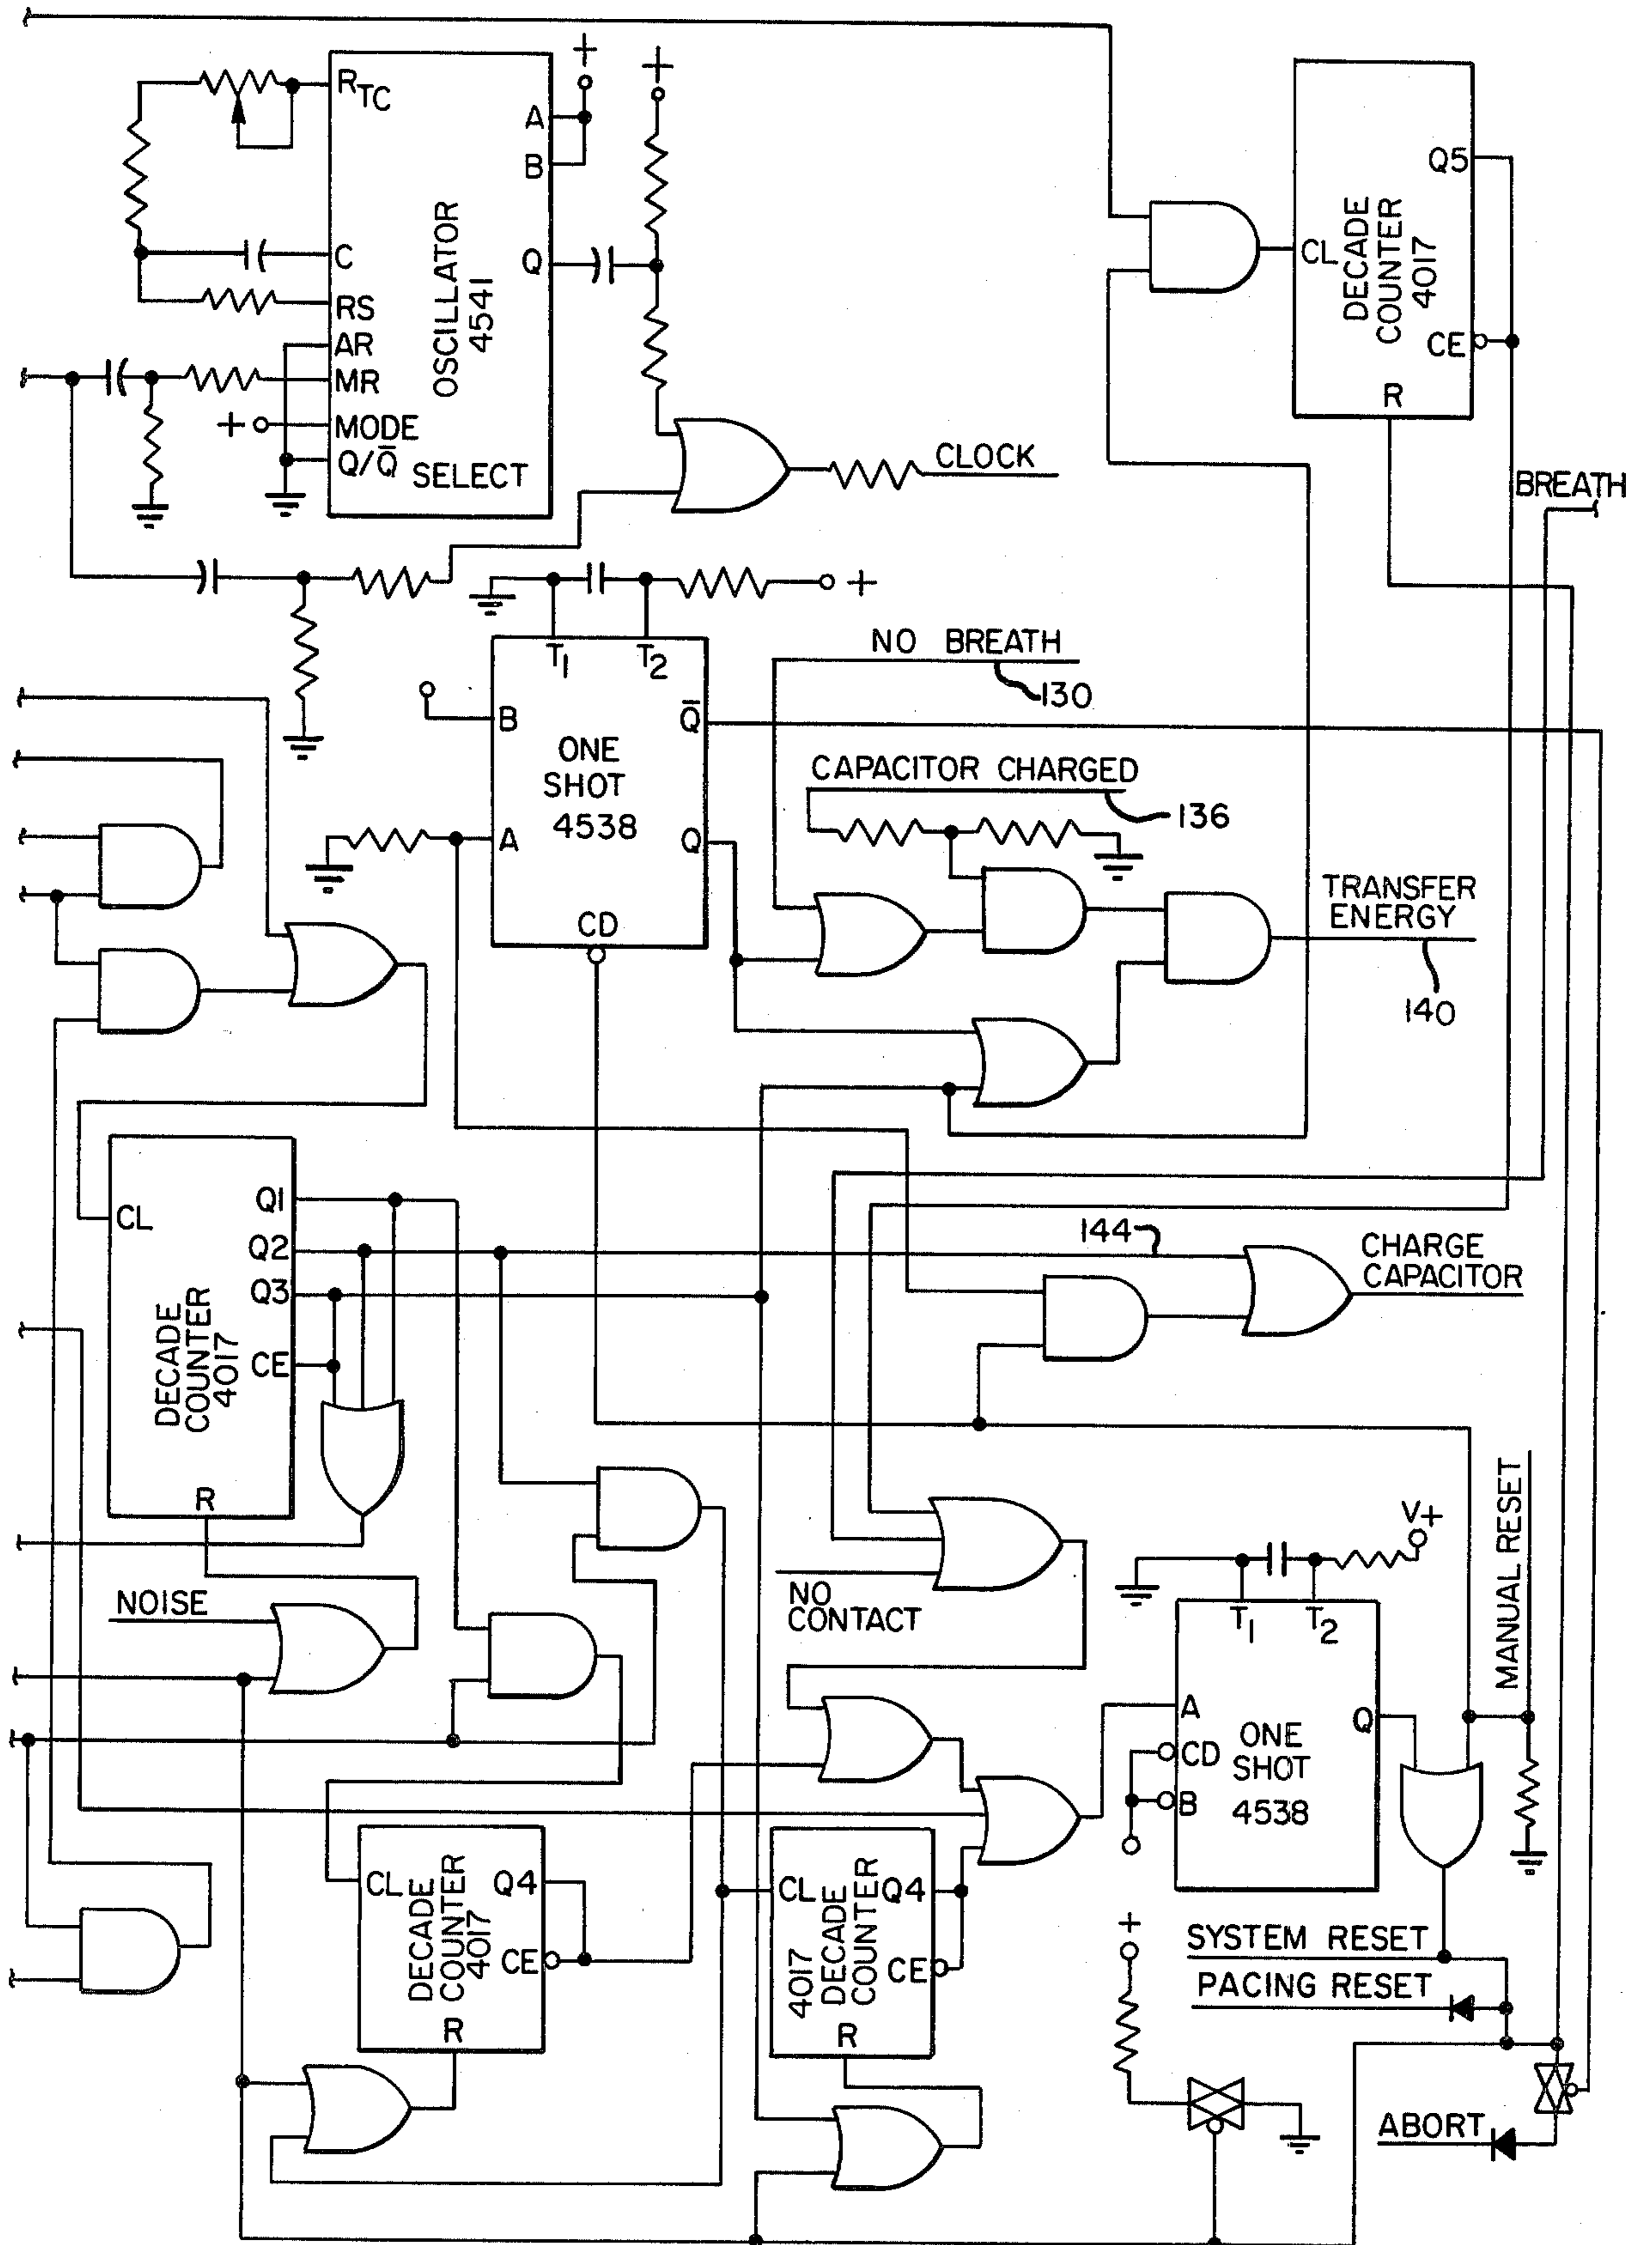 +
+
RTC
A
B
C
Q
RS
AR
MR
+
MODE
Q/Q̅
SELECT
OSCILLATOR
4541
CLOCK
Q5
CL
DECADE
COUNTER
4017
CE
R
BREATH
+
T1
T2
B
Q̅
ONE
SHOT
4538
A
Q
CD
NO BREATH
130
CAPACITOR CHARGED
136
TRANSFER
ENERGY
140
CL
Q1
Q2
Q3
CE
DECADE
COUNTER
4017
R
144
CHARGE
CAPACITOR
NOISE
NO
CONTACT
V+
MANUAL RESET
T1
T2
A
Q
CD
B
ONE
SHOT
4538
CL
Q4
DECADE
COUNTER
4017
CE
R
CL
Q4
4017
DECADE
COUNTER
CE
R
+
SYSTEM RESET
PACING RESET
ABORT